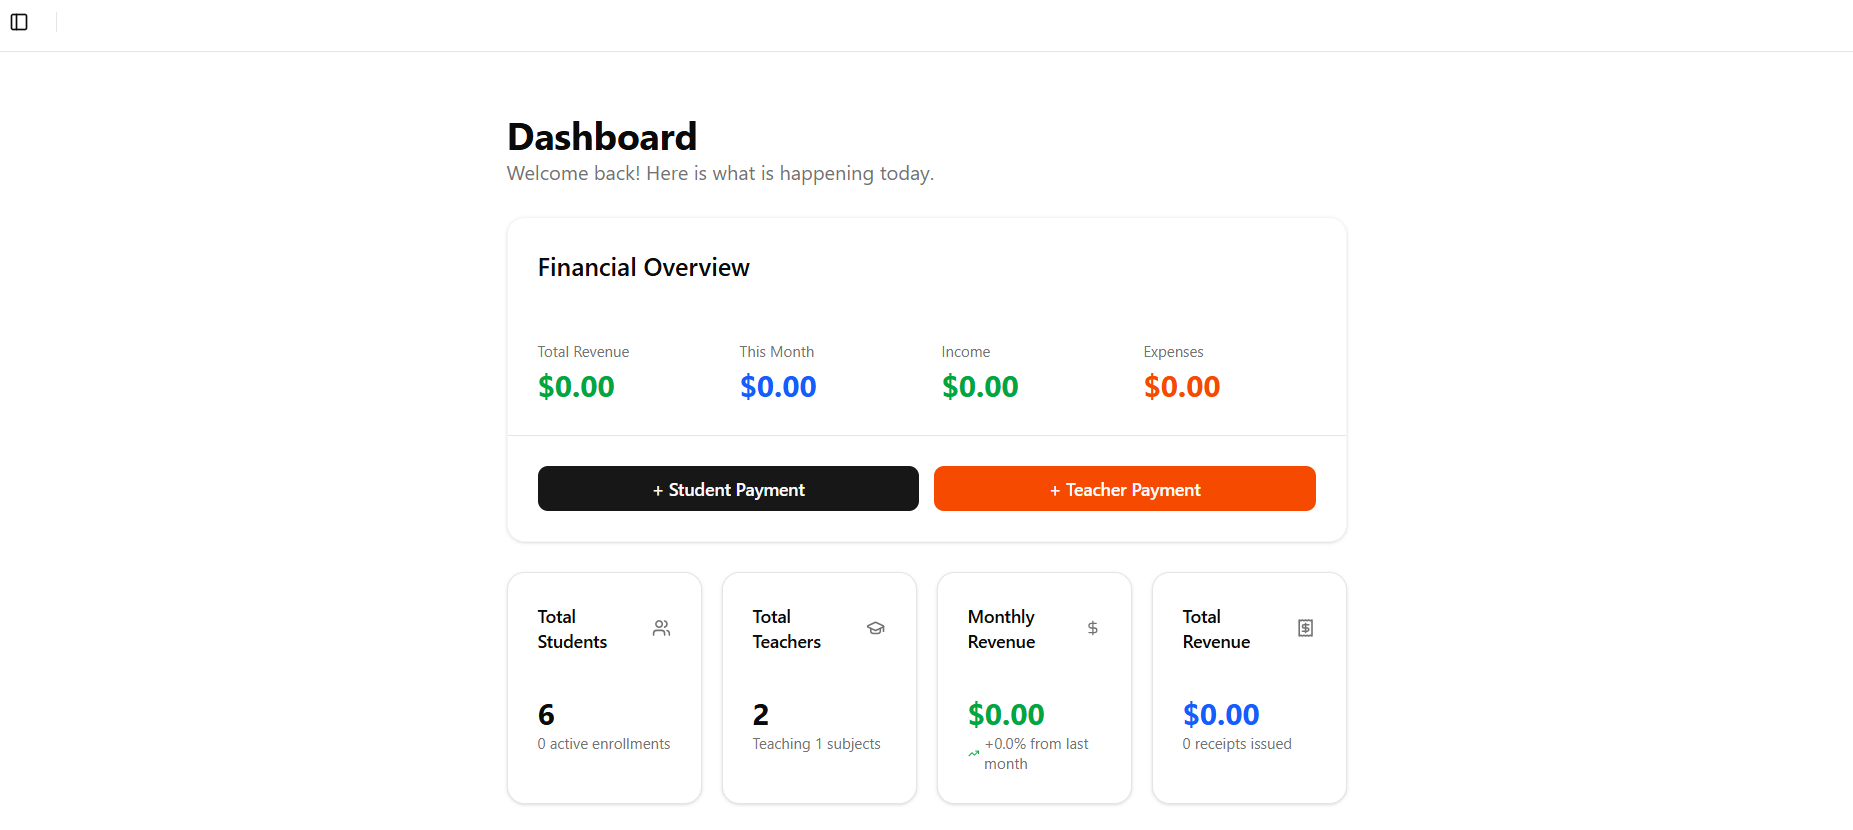 Dashboard
Welcome back! Here is what is happening today.
Financial Overview
Total Revenue
$0.00
This Month
$0.00
Income
$0.00
Expenses
$0.00
+ Student Payment
+ Teacher Payment
Total
Students
6
0 active enrollments
Total
Teachers
2
Teaching 1 subjects
Monthly
Revenue
$
$0.00
+0.0% from last
month
Total
Revenue
$
$0.00
0 receipts issued